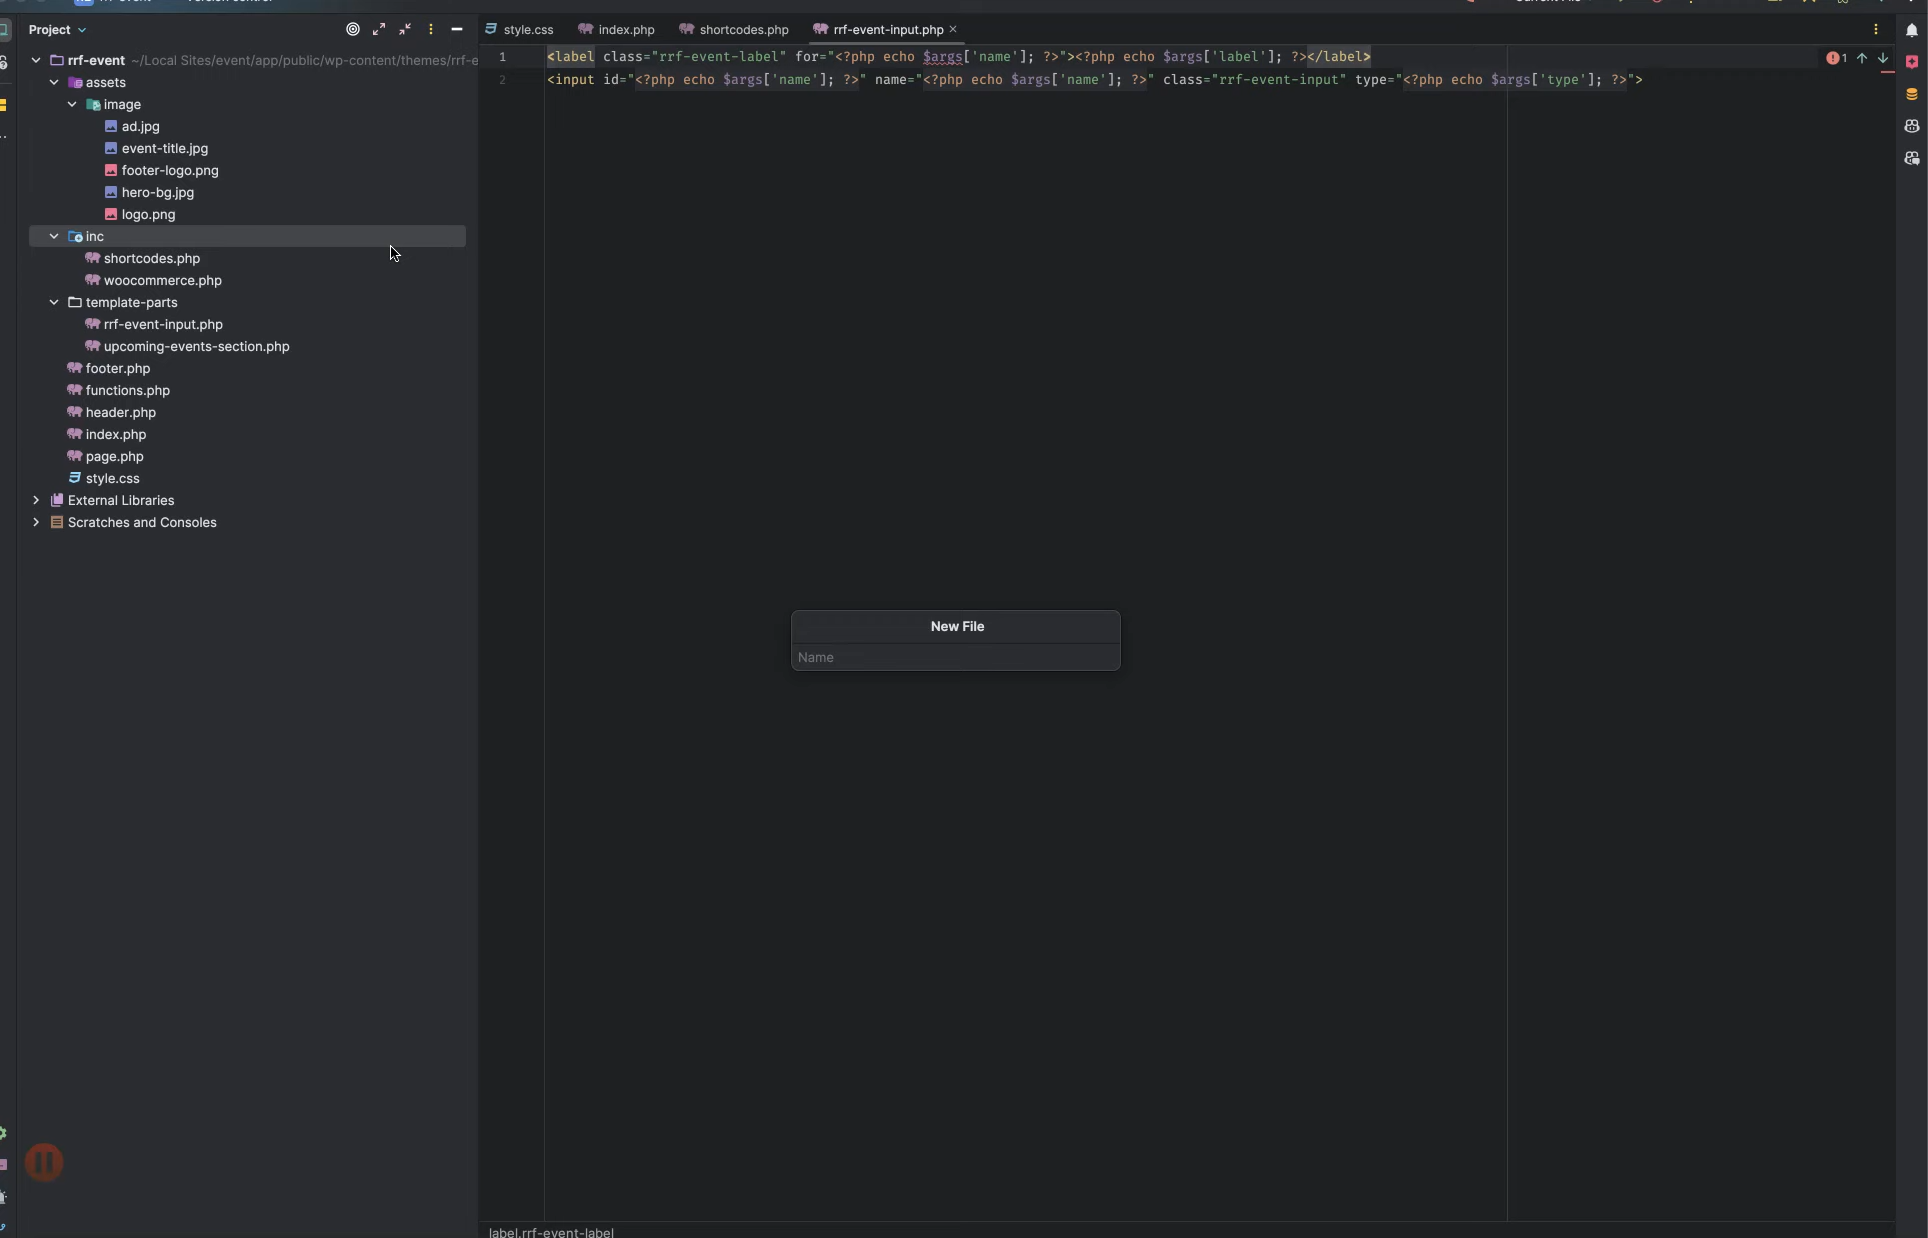 Project
rrf-event ~/Local Sites/event/app/public/wp-content/themes/rrf-e
assets
image
ad.jpg
event-title.jpg
footer-logo.png
hero-bg.jpg
logo.png
inc
shortcodes.php
woocommerce.php
template-parts
rrf-event-input.php
upcoming-events-section.php
footer.php
functions.php
header.php
index.php
page.php
style.css
External Libraries
Scratches and Consoles
style.css index.php shortcodes.php rrf-event-input.php
1 <label class="rrf-event-label" for="<?php echo $args['name']; ?>"><?php echo $args['label']; ?></label>
2 <input id="<?php echo $args['name']; ?>" name="<?php echo $args['name']; ?>" class="rrf-event-input" type="<?php echo $args['type']; ?>">
1
New File
Name
label.rrf-event-label